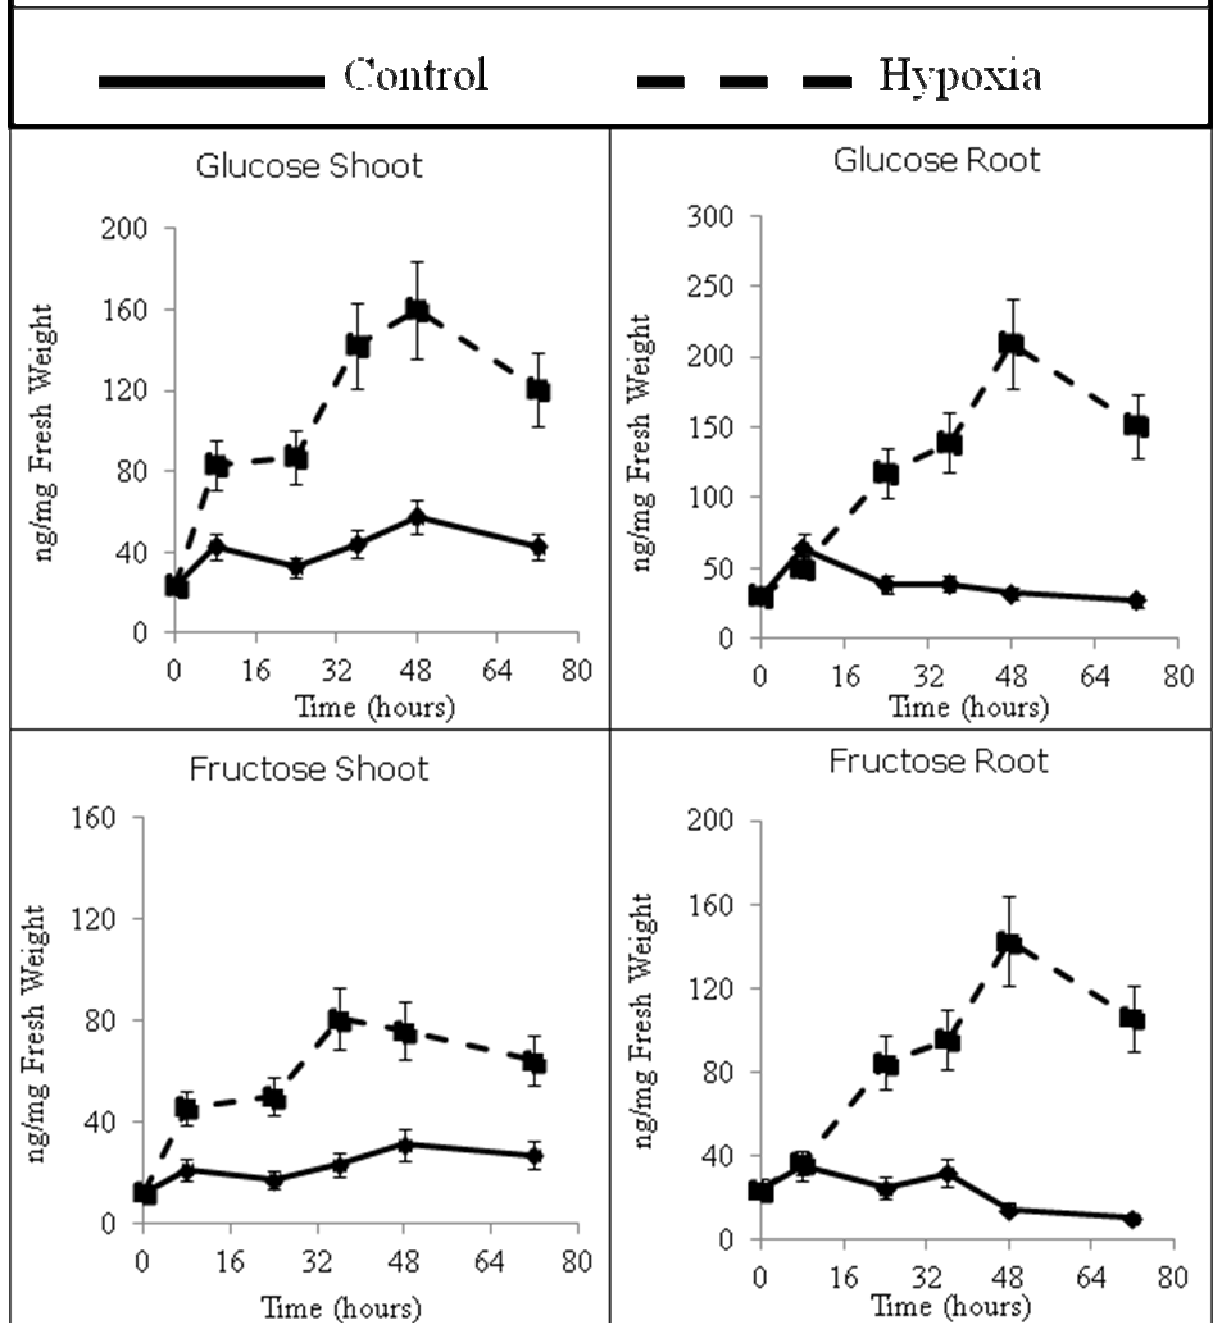 Control Hypoxia
Glucose Shoot
ng/mg Fresh Weight
200
160
120
80
40
0
0 16 32 48 64 80
Time (hours)
Glucose Root
ng/mg Fresh Weight
300
250
200
150
100
50
0
0 16 32 48 64 80
Time (hours)
Fructose Shoot
ng/mg Fresh Weight
160
120
80
40
0
0 16 32 48 64 80
Time (hours)
Fructose Root
ng/mg Fresh Weight
200
160
120
80
40
0
0 16 32 48 64 80
Time (hours)